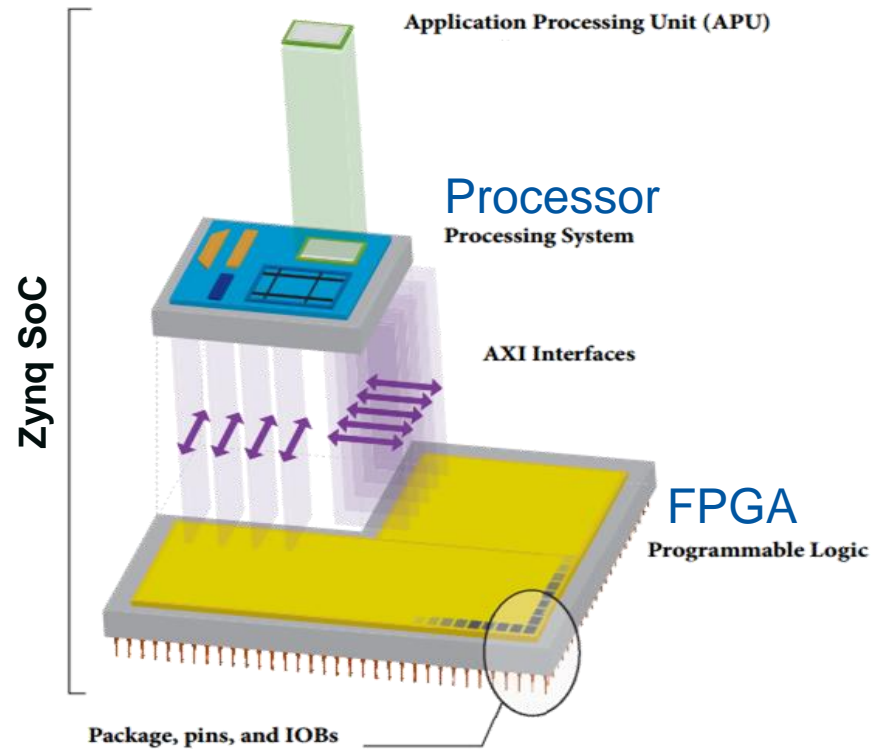 Application Processing Unit (APU)
Processor
Processing System
Zynq SoC
AXI Interfaces
FPGA
Programmable Logic
Package, pins, and IOBs